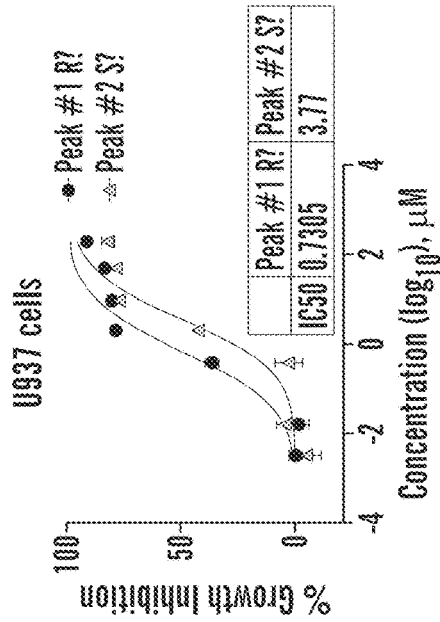 U937 cells
Peak #1 R?
Peak #2 S?
100
50
0
% Growth Inhibition
-4
-2
0
2
4
Concentration (log10), μM
Peak #1 R? Peak #2 S?
IC50 0.7305 3.77